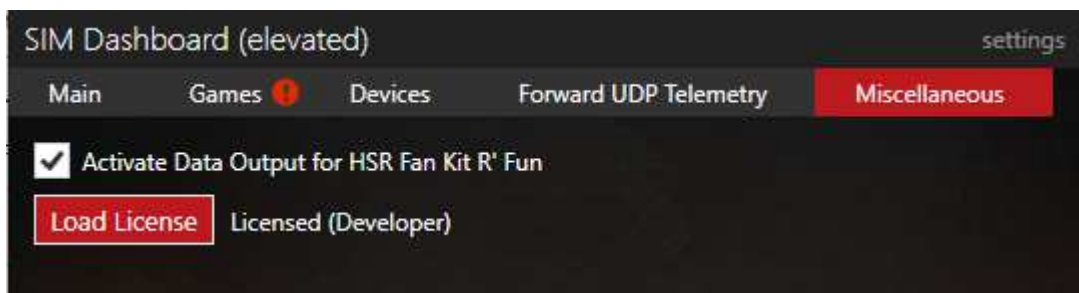 SIM Dashboard (elevated) settings
Main Games ! Devices Forward UDP Telemetry Miscellaneous
Activate Data Output for HSR Fan Kit R' Fun
Load License Licensed (Developer)